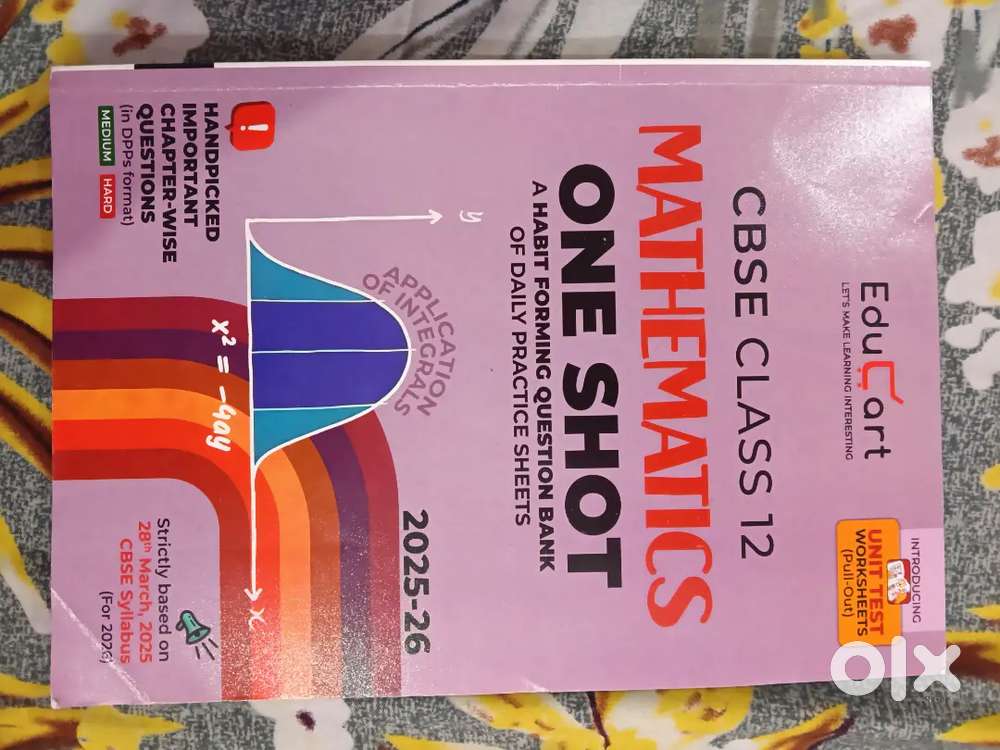 EduCart
LET'S MAKE LEARNING INTERESTING
INTRODUCING
UNIT TEST
WORKSHEETS
(Pull-Out)
CBSE CLASS 12
MATHEMATICS
ONE SHOT
A HABIT FORMING QUESTION BANK
OF DAILY PRACTICE SHEETS
2025-26
APPLICATION
OF INTEGRALS
y
x
x² = -4ay
!
HANDPICKED
IMPORTANT
CHAPTER-WISE
QUESTIONS
(in DPPs format)
MEDIUM HARD
Strictly based on
28th March, 2025
CBSE Syllabus
(For 2026)
olx